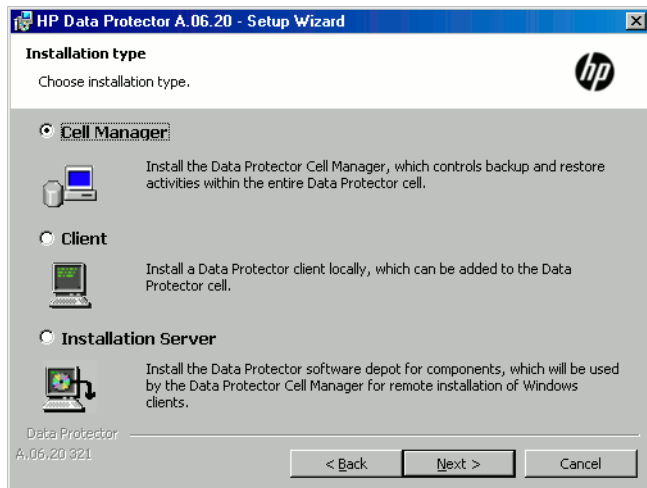 HP Data Protector A.06.20 - Setup Wizard
Installation type
Choose installation type.
hp
Cell Manager
Install the Data Protector Cell Manager, which controls backup and restore
activities within the entire Data Protector cell.
Client
Install a Data Protector client locally, which can be added to the Data
Protector cell.
Installation Server
Install the Data Protector software depot for components, which will be used
by the Data Protector Cell Manager for remote installation of Windows
clients.
Data Protector
A.06.20 321
< Back
Next >
Cancel